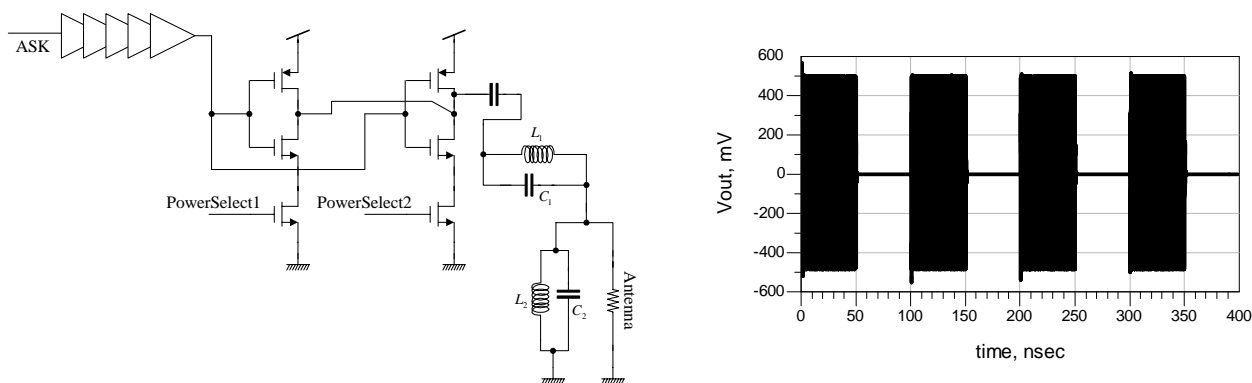 ASK
PowerSelect1
PowerSelect2
L1
C1
L2
C2
Antenna
Vout, mV
600
400
200
0
-200
-400
-600
0 50 100 150 200 250 300 350 400
time, nsec